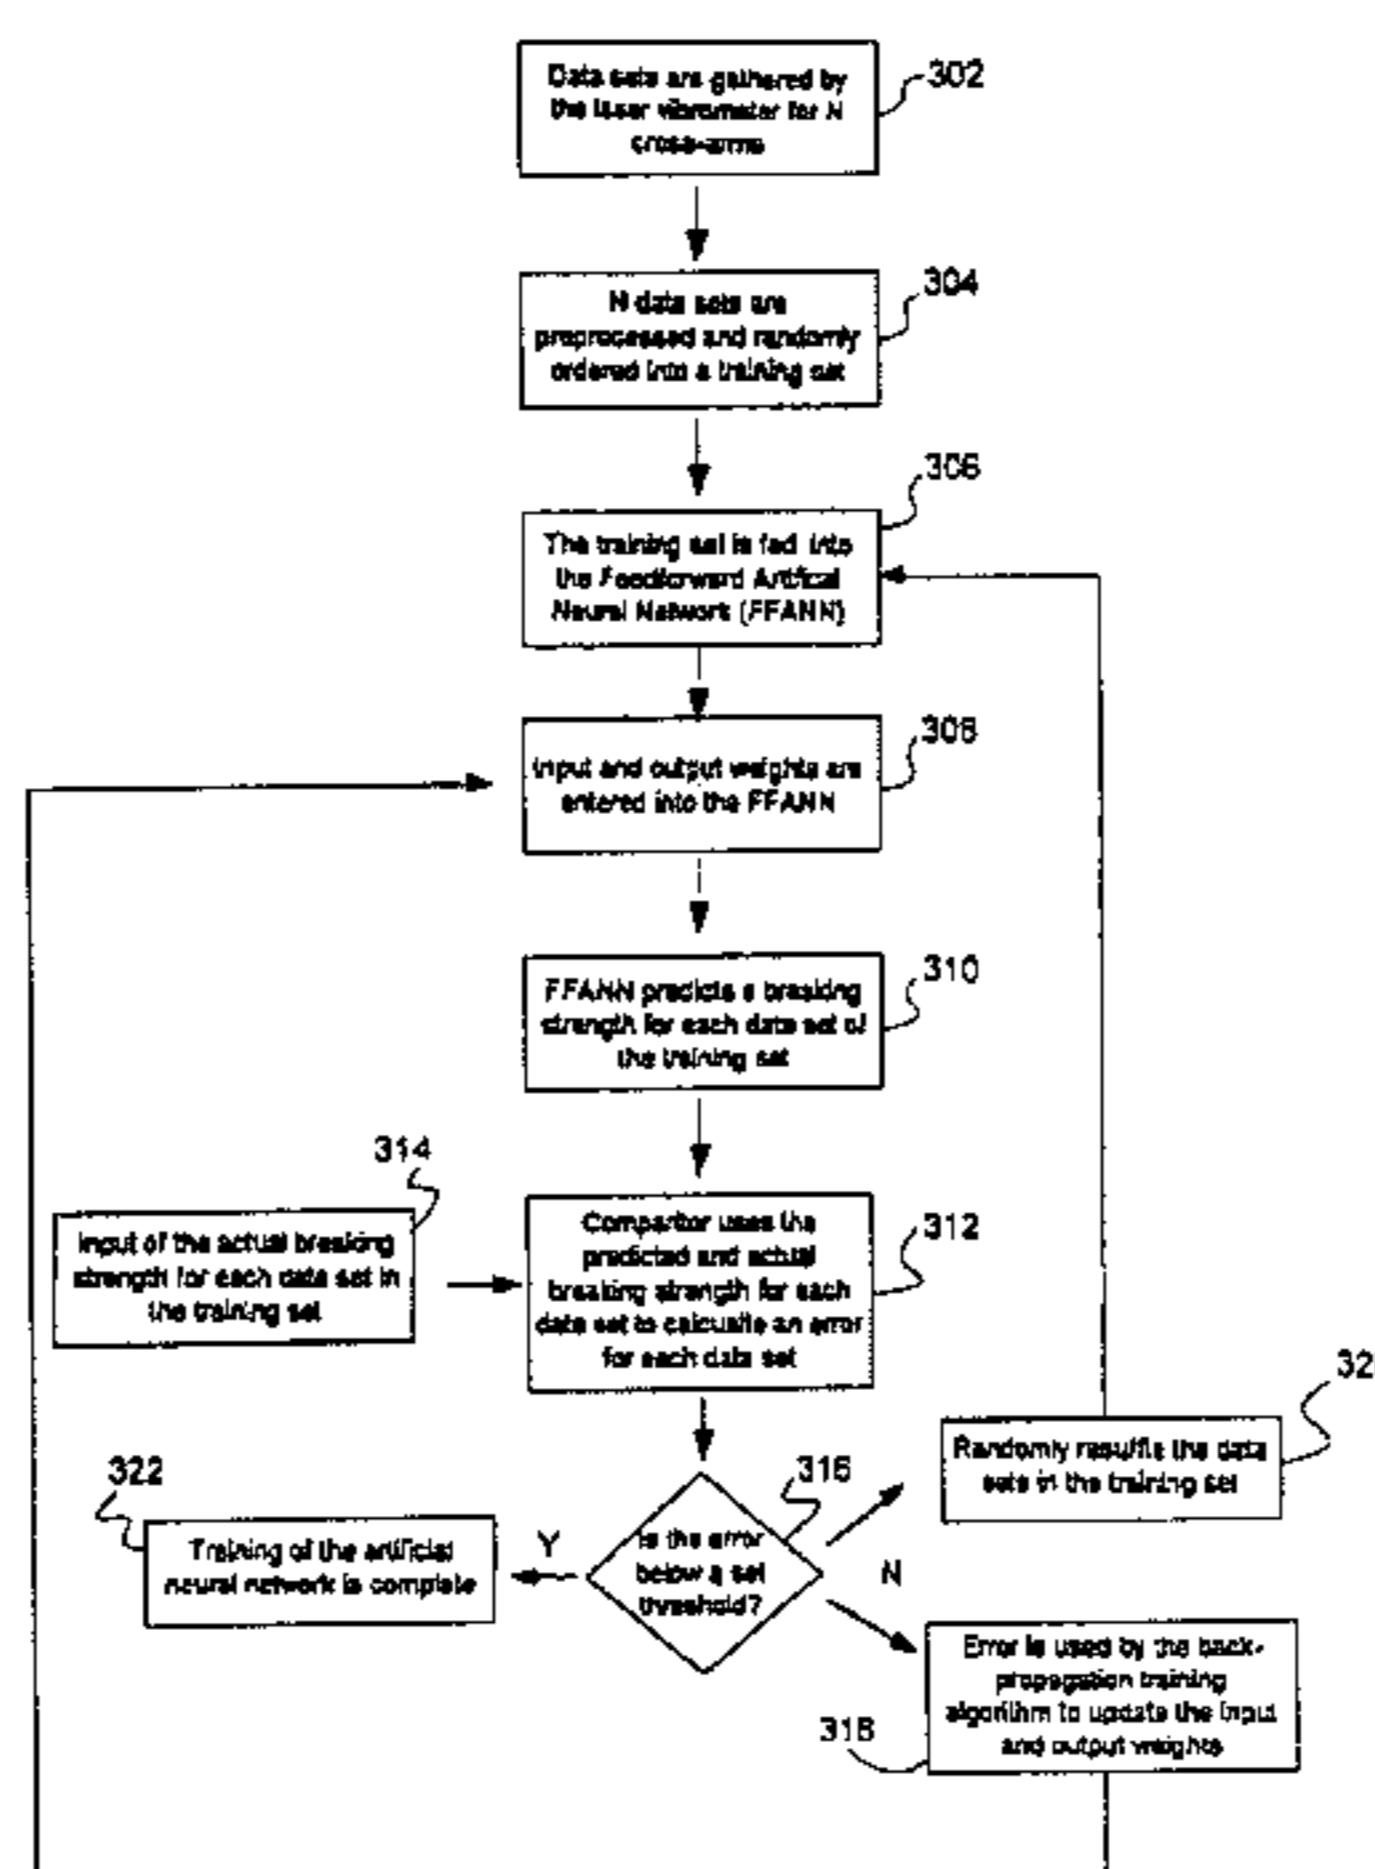 Data sets are gathered by
the laser vibrometer for N
cross-arms
302
N data sets are
preprocessed and randomly
ordered into a training set
304
306
The training set is fed into
the Feedforward Artifical
Neural Network (FFANN)
308
Input and output weights are
entered into the FFANN
310
FFANN predicts a breaking
strength for each data set of
the training set
314
Input of the actual breaking
strength for each data set in
the training set
312
Comparitor uses the
predicted and actual
breaking strength for each
data set to calculate an error
for each data set
32
Randomly resuffle the data
sets in the training set
322
Training of the artificial
neural network is complete
Y
316
Is the error
below a set
threshold?
N
Error is used by the back-
propagation training
algorithm to update the input
and output weights
318